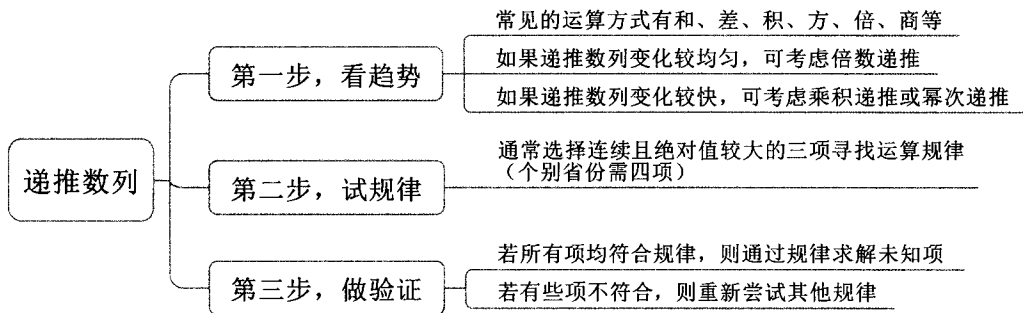 递推数列
第一步，看趋势
常见的运算方式有和、差、积、方、倍、商等
如果递推数列变化较均匀，可考虑倍数递推
如果递推数列变化较快，可考虑乘积递推或幂次递推
第二步，试规律
通常选择连续且绝对值较大的三项寻找运算规律
（个别省份需四项）
第三步，做验证
若所有项均符合规律，则通过规律求解未知项
若有些项不符合，则重新尝试其他规律